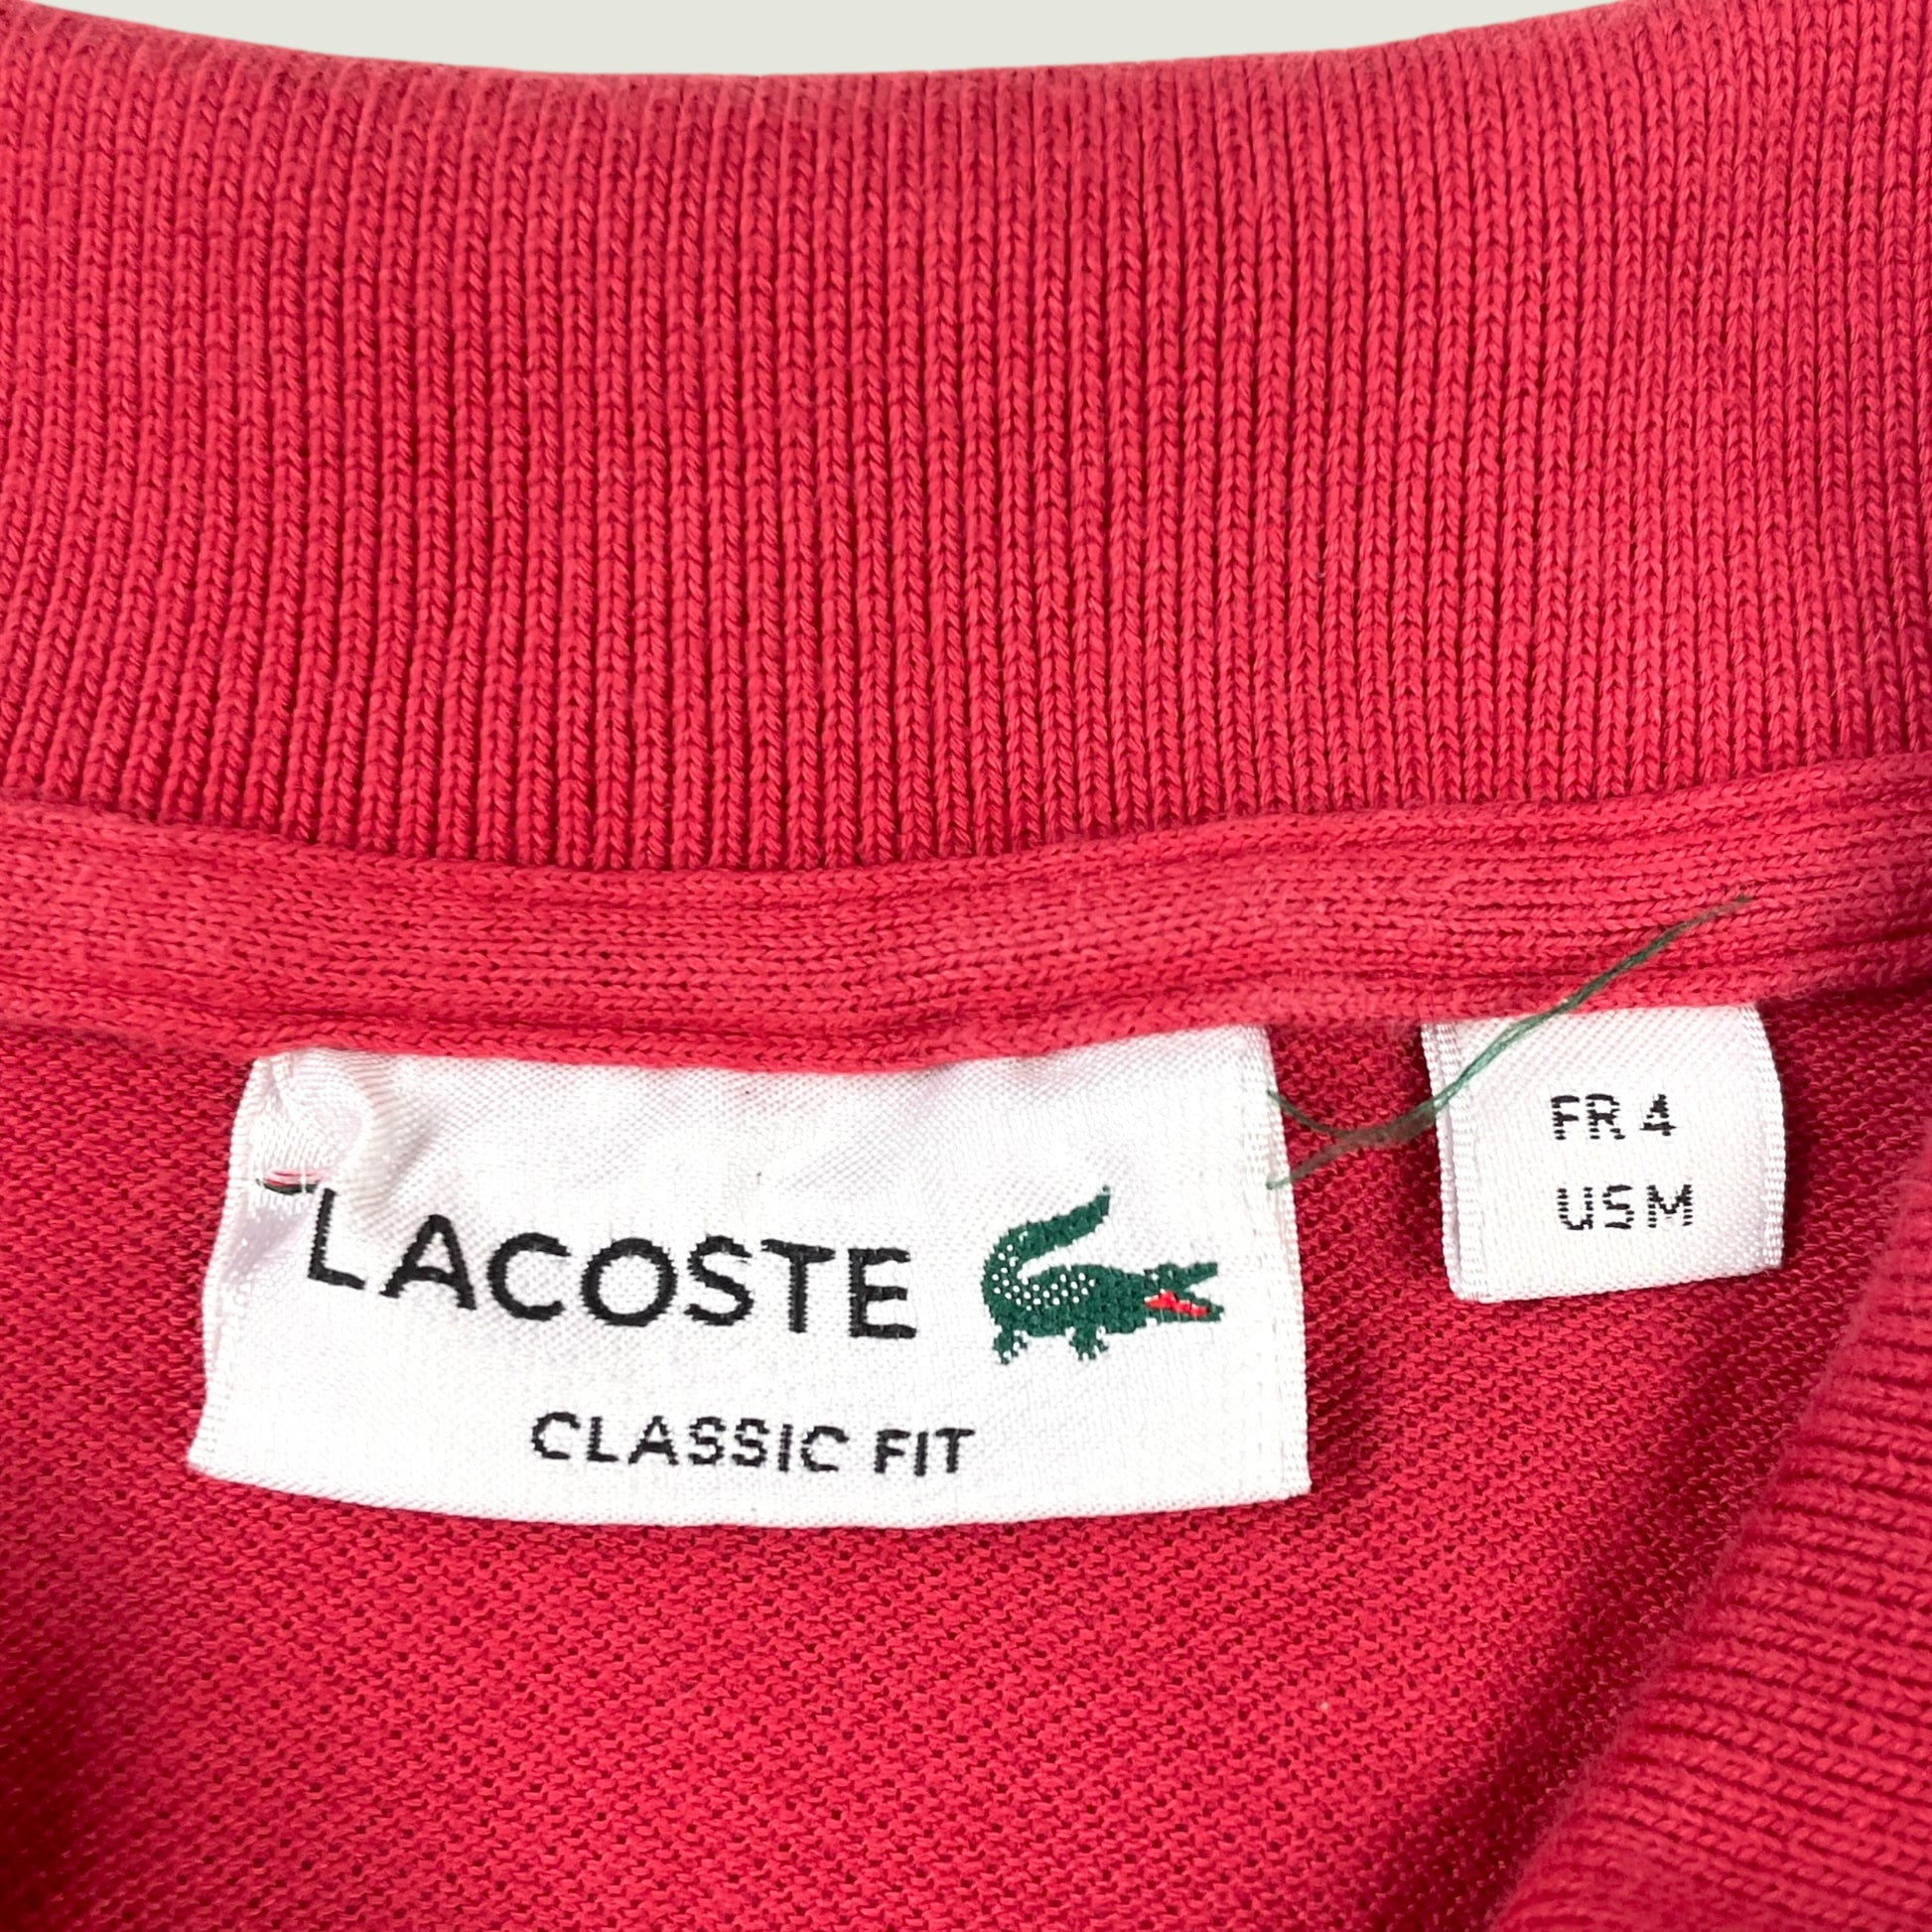 LACOSTE
CLASSIC FIT
FR 4
US M